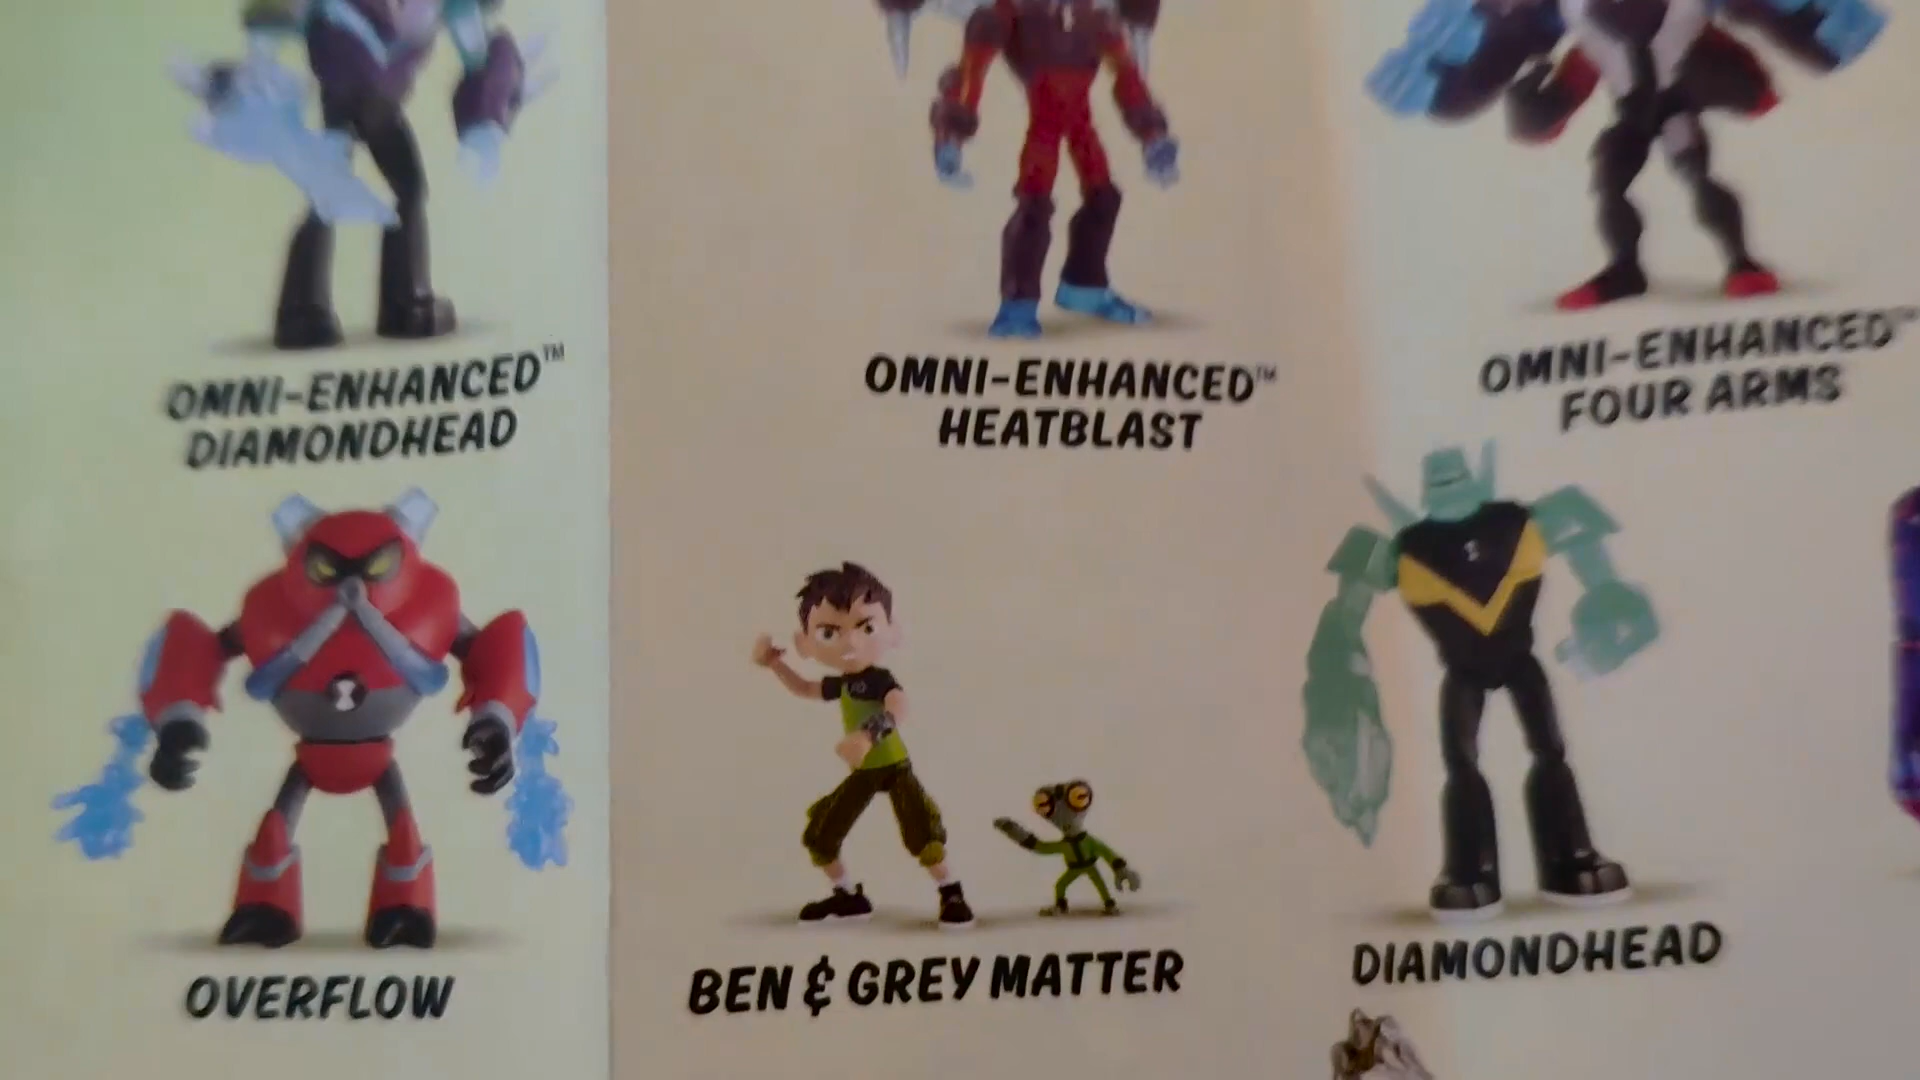 OMNI-ENHANCED™
DIAMONDHEAD
OMNI-ENHANCED™
HEATBLAST
OMNI-ENHANCED™
FOUR ARMS
OVERFLOW
BEN & GREY MATTER
DIAMONDHEAD